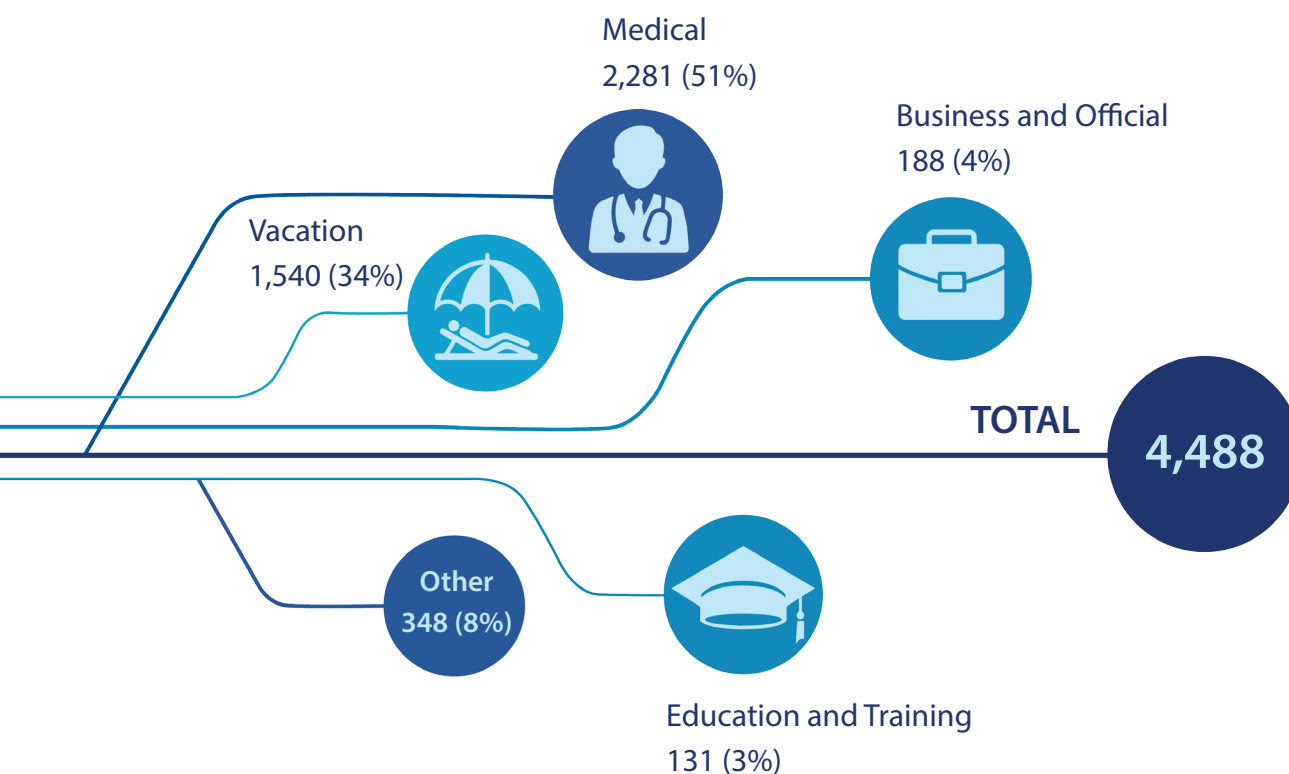 Medical
2,281 (51%)
Business and Official
188 (4%)
Vacation
1,540 (34%)
TOTAL
4,488
Other
348 (8%)
Education and Training
131 (3%)